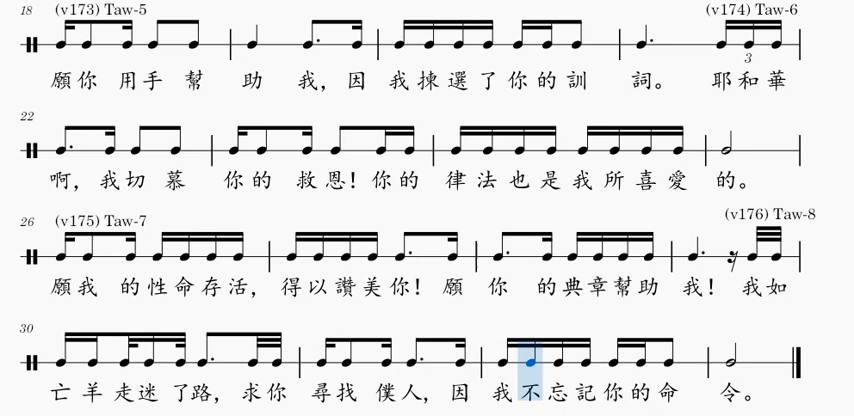 18 (v173) Taw-5 (v174) Taw-6
3
願你 用手 幫 助 我，因 我揀選了你的訓 詞。 耶和華
22
啊，我切 慕 你的 救恩！你的 律法也是我所喜愛 的。
26 (v175) Taw-7 (v176) Taw-8
願我 的性命存活，得以讚美你！願 你 的典章幫助 我！我如
30
亡羊走迷了路，求你 尋找 僕人，因 我不忘記你的命 令。